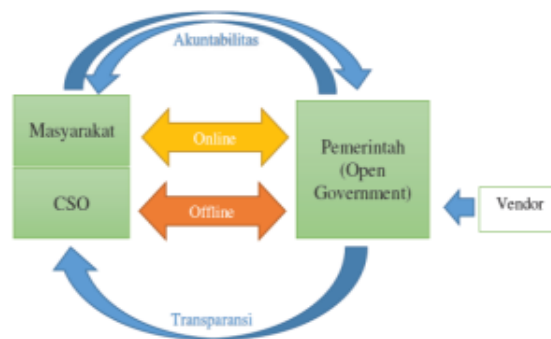 Akuntabilitas
Masyarakat
CSO
Online
Offline
Pemerintah
(Open
Government)
Vendor
Transparansi